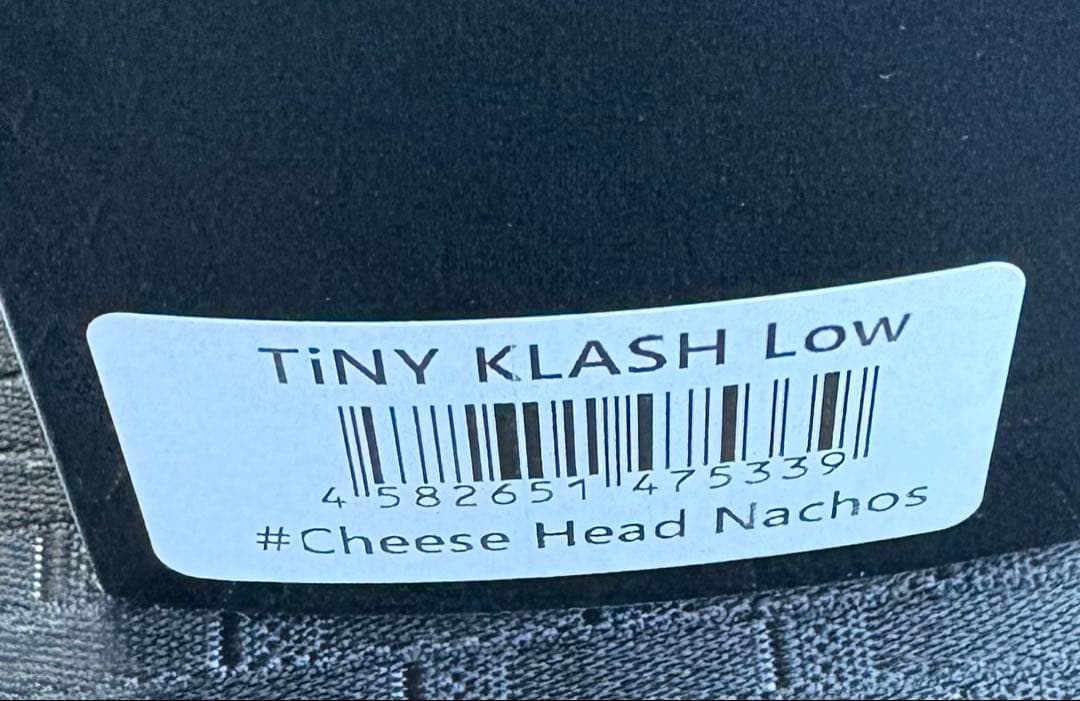 TiNY KLASH Low
4 582651 475339
#Cheese Head Nachos